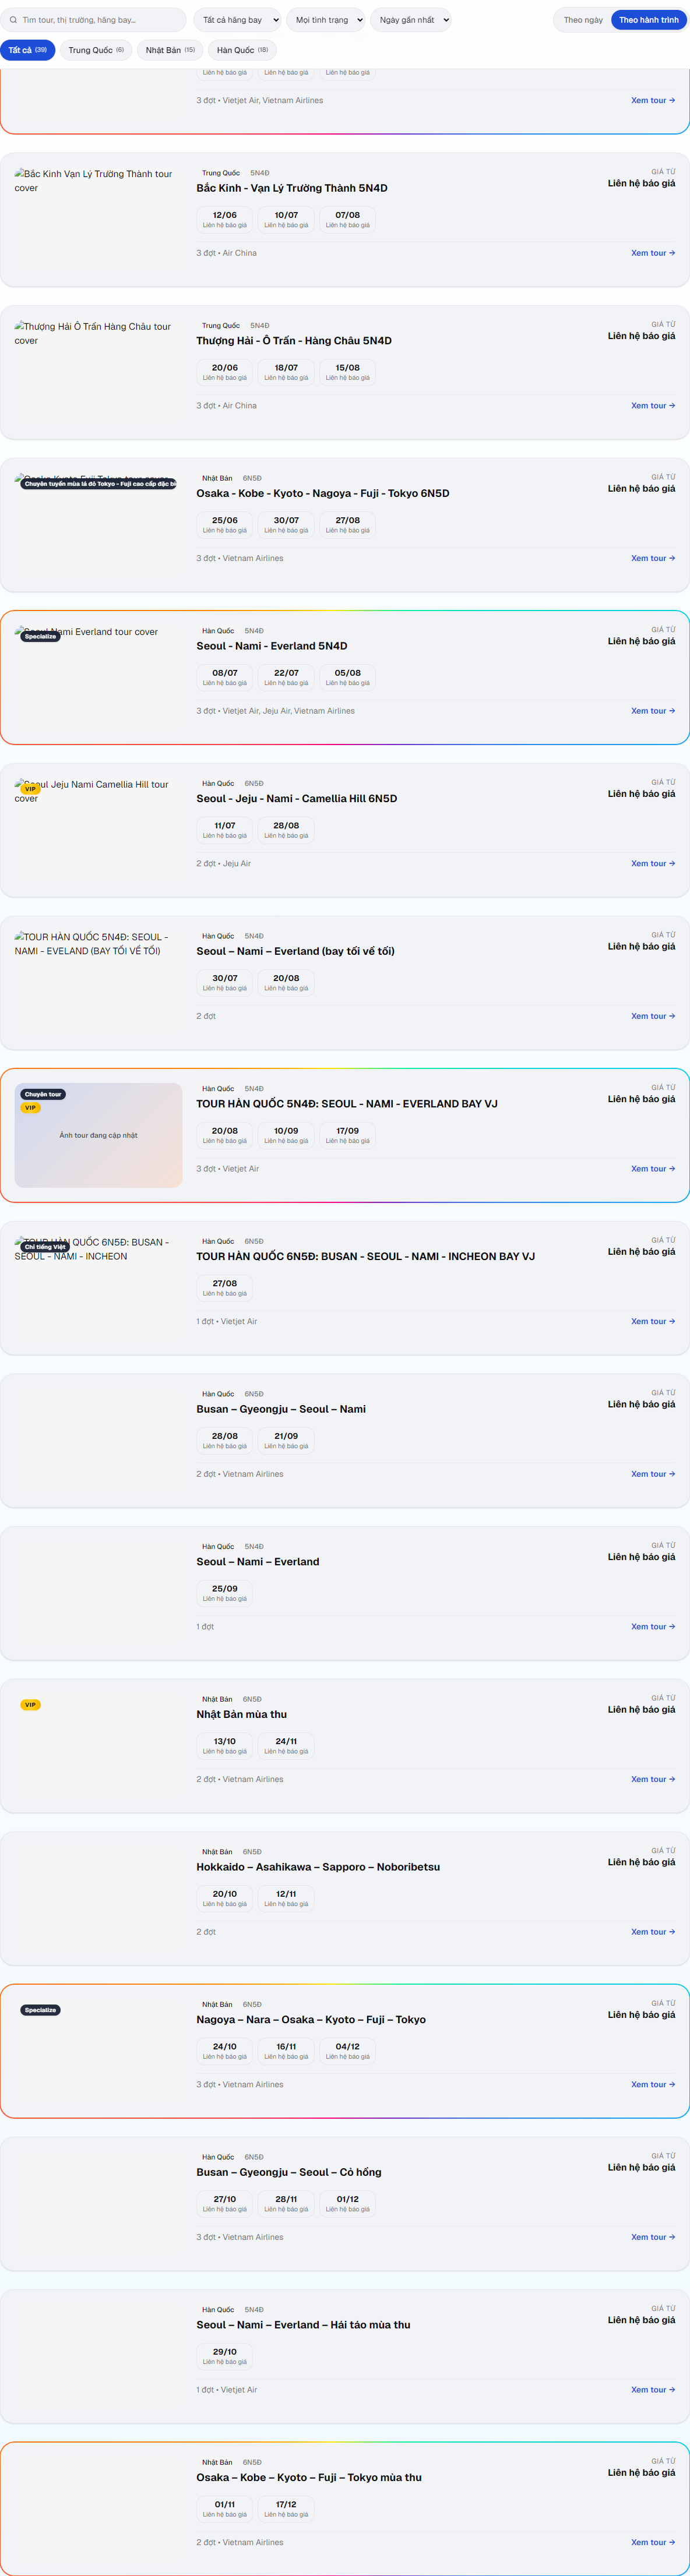 Tìm tour, thị trường, hãng bay...
Tất cả hãng bay
Mọi tình trạng
Ngày gần nhất
Theo ngày
Theo hành trình
Tất cả (39)
Trung Quốc (6)
Nhật Bản (15)
Hàn Quốc (18)
Liên hệ báo giá Liên hệ báo giá Liên hệ báo giá
3 đợt • Vietjet Air, Vietnam Airlines
Xem tour →
Bắc Kinh Vạn Lý Trường Thành tour
cover
Trung Quốc 5N4Đ
Bắc Kinh - Vạn Lý Trường Thành 5N4D
GIÁ TỪ
Liên hệ báo giá
12/06 10/07 07/08
Liên hệ báo giá Liên hệ báo giá Liên hệ báo giá
3 đợt • Air China
Xem tour →
Thượng Hải Ô Trấn Hàng Châu tour
cover
Trung Quốc 5N4Đ
Thượng Hải - Ô Trấn - Hàng Châu 5N4D
GIÁ TỪ
Liên hệ báo giá
20/06 18/07 15/08
Liên hệ báo giá Liên hệ báo giá Liên hệ báo giá
3 đợt • Air China
Xem tour →
Chuyên tuyến mùa lá đỏ Tokyo - Fuji cao cấp đặc
Nhật Bản 6N5Đ
Osaka - Kobe - Kyoto - Nagoya - Fuji - Tokyo 6N5D
GIÁ TỪ
Liên hệ báo giá
25/06 30/07 27/08
Liên hệ báo giá Liên hệ báo giá Liên hệ báo giá
3 đợt • Vietnam Airlines
Xem tour →
Nami Everland tour cover
Specialize
Hàn Quốc 5N4Đ
Seoul - Nami - Everland 5N4D
GIÁ TỪ
Liên hệ báo giá
08/07 22/07 05/08
Liên hệ báo giá Liên hệ báo giá Liên hệ báo giá
3 đợt • Vietjet Air, Jeju Air, Vietnam Airlines
Xem tour →
Seoul Jeju Nami Camellia Hill tour
VIP
cover
Hàn Quốc 6N5Đ
Seoul - Jeju - Nami - Camellia Hill 6N5D
GIÁ TỪ
Liên hệ báo giá
11/07 28/08
Liên hệ báo giá Liên hệ báo giá
2 đợt • Jeju Air
Xem tour →
TOUR HÀN QUỐC 5N4Đ: SEOUL -
NAMI - EVELAND (BAY TỐI VỀ TỐI)
Hàn Quốc 5N4Đ
Seoul – Nami – Everland (bay tối về tối)
GIÁ TỪ
Liên hệ báo giá
30/07 20/08
Liên hệ báo giá Liên hệ báo giá
2 đợt
Xem tour →
Chuyên tour
VIP
Ảnh tour đang cập nhật
Hàn Quốc 5N4Đ
TOUR HÀN QUỐC 5N4Đ: SEOUL - NAMI - EVERLAND BAY VJ
GIÁ TỪ
Liên hệ báo giá
20/08 10/09 17/09
Liên hệ báo giá Liên hệ báo giá Liên hệ báo giá
3 đợt • Vietjet Air
Xem tour →
TOUR HÀN QUỐC 6N5Đ: BUSAN -
Chi tiếng Việt
SEOUL - NAMI - INCHEON
Hàn Quốc 6N5Đ
TOUR HÀN QUỐC 6N5Đ: BUSAN - SEOUL - NAMI - INCHEON BAY VJ
GIÁ TỪ
Liên hệ báo giá
27/08
Liên hệ báo giá
1 đợt • Vietjet Air
Xem tour →
Hàn Quốc 6N5Đ
Busan – Gyeongju – Seoul – Nami
GIÁ TỪ
Liên hệ báo giá
28/08 21/09
Liên hệ báo giá Liên hệ báo giá
2 đợt • Vietnam Airlines
Xem tour →
Hàn Quốc 5N4Đ
Seoul – Nami – Everland
GIÁ TỪ
Liên hệ báo giá
25/09
Liên hệ báo giá
1 đợt
Xem tour →
VIP
Nhật Bản 6N5Đ
Nhật Bản mùa thu
GIÁ TỪ
Liên hệ báo giá
13/10 24/11
Liên hệ báo giá Liên hệ báo giá
2 đợt • Vietnam Airlines
Xem tour →
Nhật Bản 6N5Đ
Hokkaido – Asahikawa – Sapporo – Noboribetsu
GIÁ TỪ
Liên hệ báo giá
20/10 12/11
Liên hệ báo giá Liên hệ báo giá
2 đợt
Xem tour →
Specialize
Nhật Bản 6N5Đ
Nagoya – Nara – Osaka – Kyoto – Fuji – Tokyo
GIÁ TỪ
Liên hệ báo giá
24/10 16/11 04/12
Liên hệ báo giá Liên hệ báo giá Liên hệ báo giá
3 đợt • Vietnam Airlines
Xem tour →
Hàn Quốc 6N5Đ
Busan – Gyeongju – Seoul – Cỏ hồng
GIÁ TỪ
Liên hệ báo giá
27/10 28/11 01/12
Liên hệ báo giá Liên hệ báo giá Liên hệ báo giá
3 đợt • Vietnam Airlines
Xem tour →
Hàn Quốc 5N4Đ
Seoul – Nami – Everland – Hái táo mùa thu
GIÁ TỪ
Liên hệ báo giá
29/10
Liên hệ báo giá
1 đợt • Vietjet Air
Xem tour →
Nhật Bản 6N5Đ
Osaka – Kobe – Kyoto – Fuji – Tokyo mùa thu
GIÁ TỪ
Liên hệ báo giá
01/11 17/12
Liên hệ báo giá Liên hệ báo giá
2 đợt • Vietnam Airlines
Xem tour →